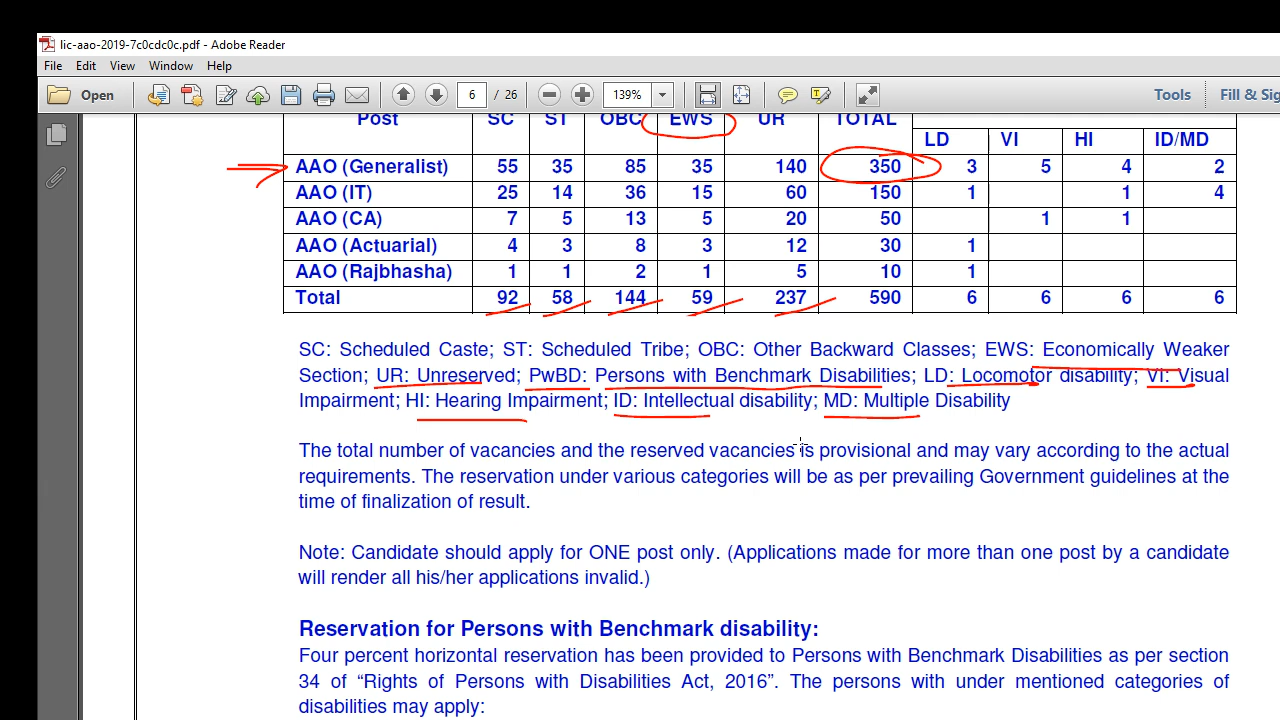 lic-aao-2019-7c0cdc0c.pdf - Adobe Reader
File Edit View Window Help
Open 6 / 26 139% Tools Fill & Sig
Post SC ST OBC EWS UR TOTAL
LD VI HI ID/MD
AAO (Generalist) 55 35 85 35 140 350 3 5 4 2
AAO (IT) 25 14 36 15 60 150 1 1 4
AAO (CA) 7 5 13 5 20 50 1 1
AAO (Actuarial) 4 3 8 3 12 30 1
AAO (Rajbhasha) 1 1 2 1 5 10 1
Total 92 58 144 59 237 590 6 6 6 6
SC: Scheduled Caste; ST: Scheduled Tribe; OBC: Other Backward Classes; EWS: Economically Weaker
Section; UR: Unreserved; PwBD: Persons with Benchmark Disabilities; LD: Locomotor disability; VI: Visual
Impairment; HI: Hearing Impairment; ID: Intellectual disability; MD: Multiple Disability
The total number of vacancies and the reserved vacancies is provisional and may vary according to the actual
requirements. The reservation under various categories will be as per prevailing Government guidelines at the
time of finalization of result.
Note: Candidate should apply for ONE post only. (Applications made for more than one post by a candidate
will render all his/her applications invalid.)
Reservation for Persons with Benchmark disability:
Four percent horizontal reservation has been provided to Persons with Benchmark Disabilities as per section
34 of “Rights of Persons with Disabilities Act, 2016”. The persons with under mentioned categories of
disabilities may apply: